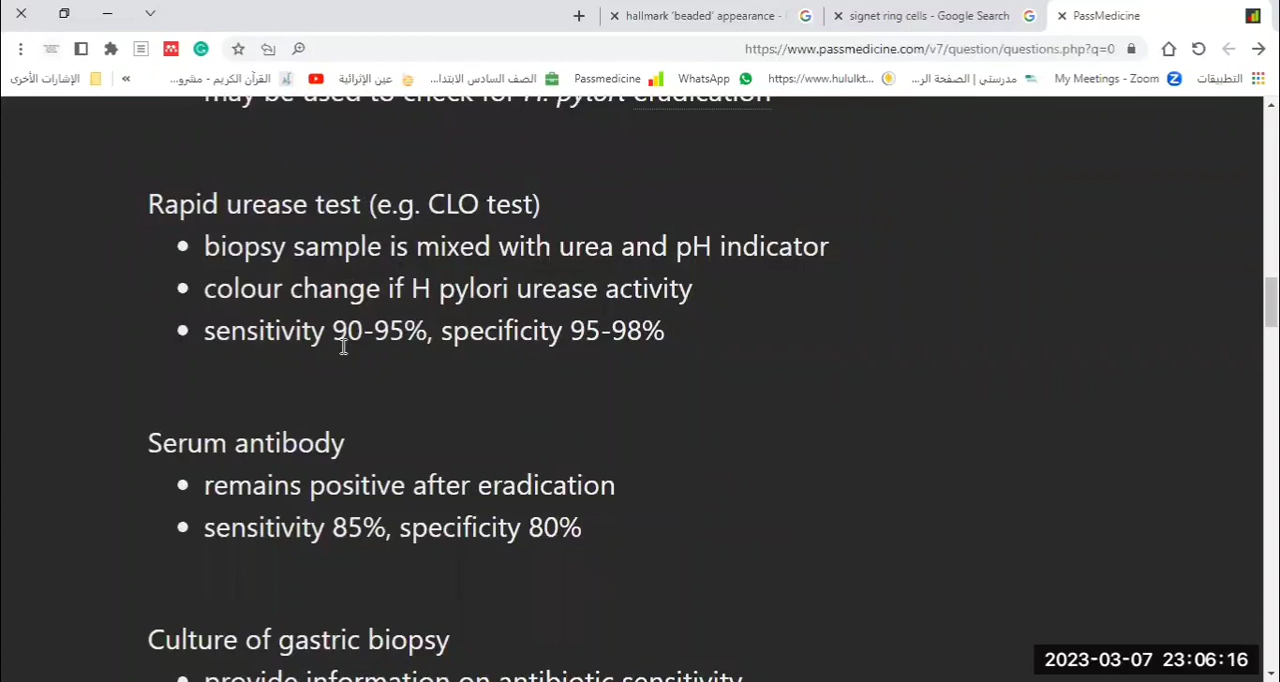 hallmark 'beaded' appearance -
signet ring cells - Google Search
PassMedicine
https://www.passmedicine.com/v7/question/questions.php?q=0
التطبيقات
My Meetings - Zoom
مدرستي | الصفحة الر...
https://www.hululkt...
WhatsApp
Passmedicine
الصف السادس الابتدا...
عين الإثرائية
القرآن الكريم - مشرو...
»
الإشارات الأخرى
may be used to check for H. pylori eradication
Rapid urease test (e.g. CLO test)
• biopsy sample is mixed with urea and pH indicator
• colour change if H pylori urease activity
• sensitivity 90-95%, specificity 95-98%
Serum antibody
• remains positive after eradication
• sensitivity 85%, specificity 80%
Culture of gastric biopsy
• provide information on antibiotic sensitivity
2023-03-07 23:06:16